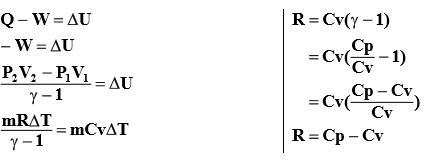 Q − W = ΔU
− W = ΔU
P₂V₂ − P₁V₁ / γ − 1 = ΔU
mRΔT / γ − 1 = mCvΔT
R = Cv(γ − 1)
= Cv(Cp / Cv − 1)
= Cv(Cp − Cv / Cv)
R = Cp − Cv